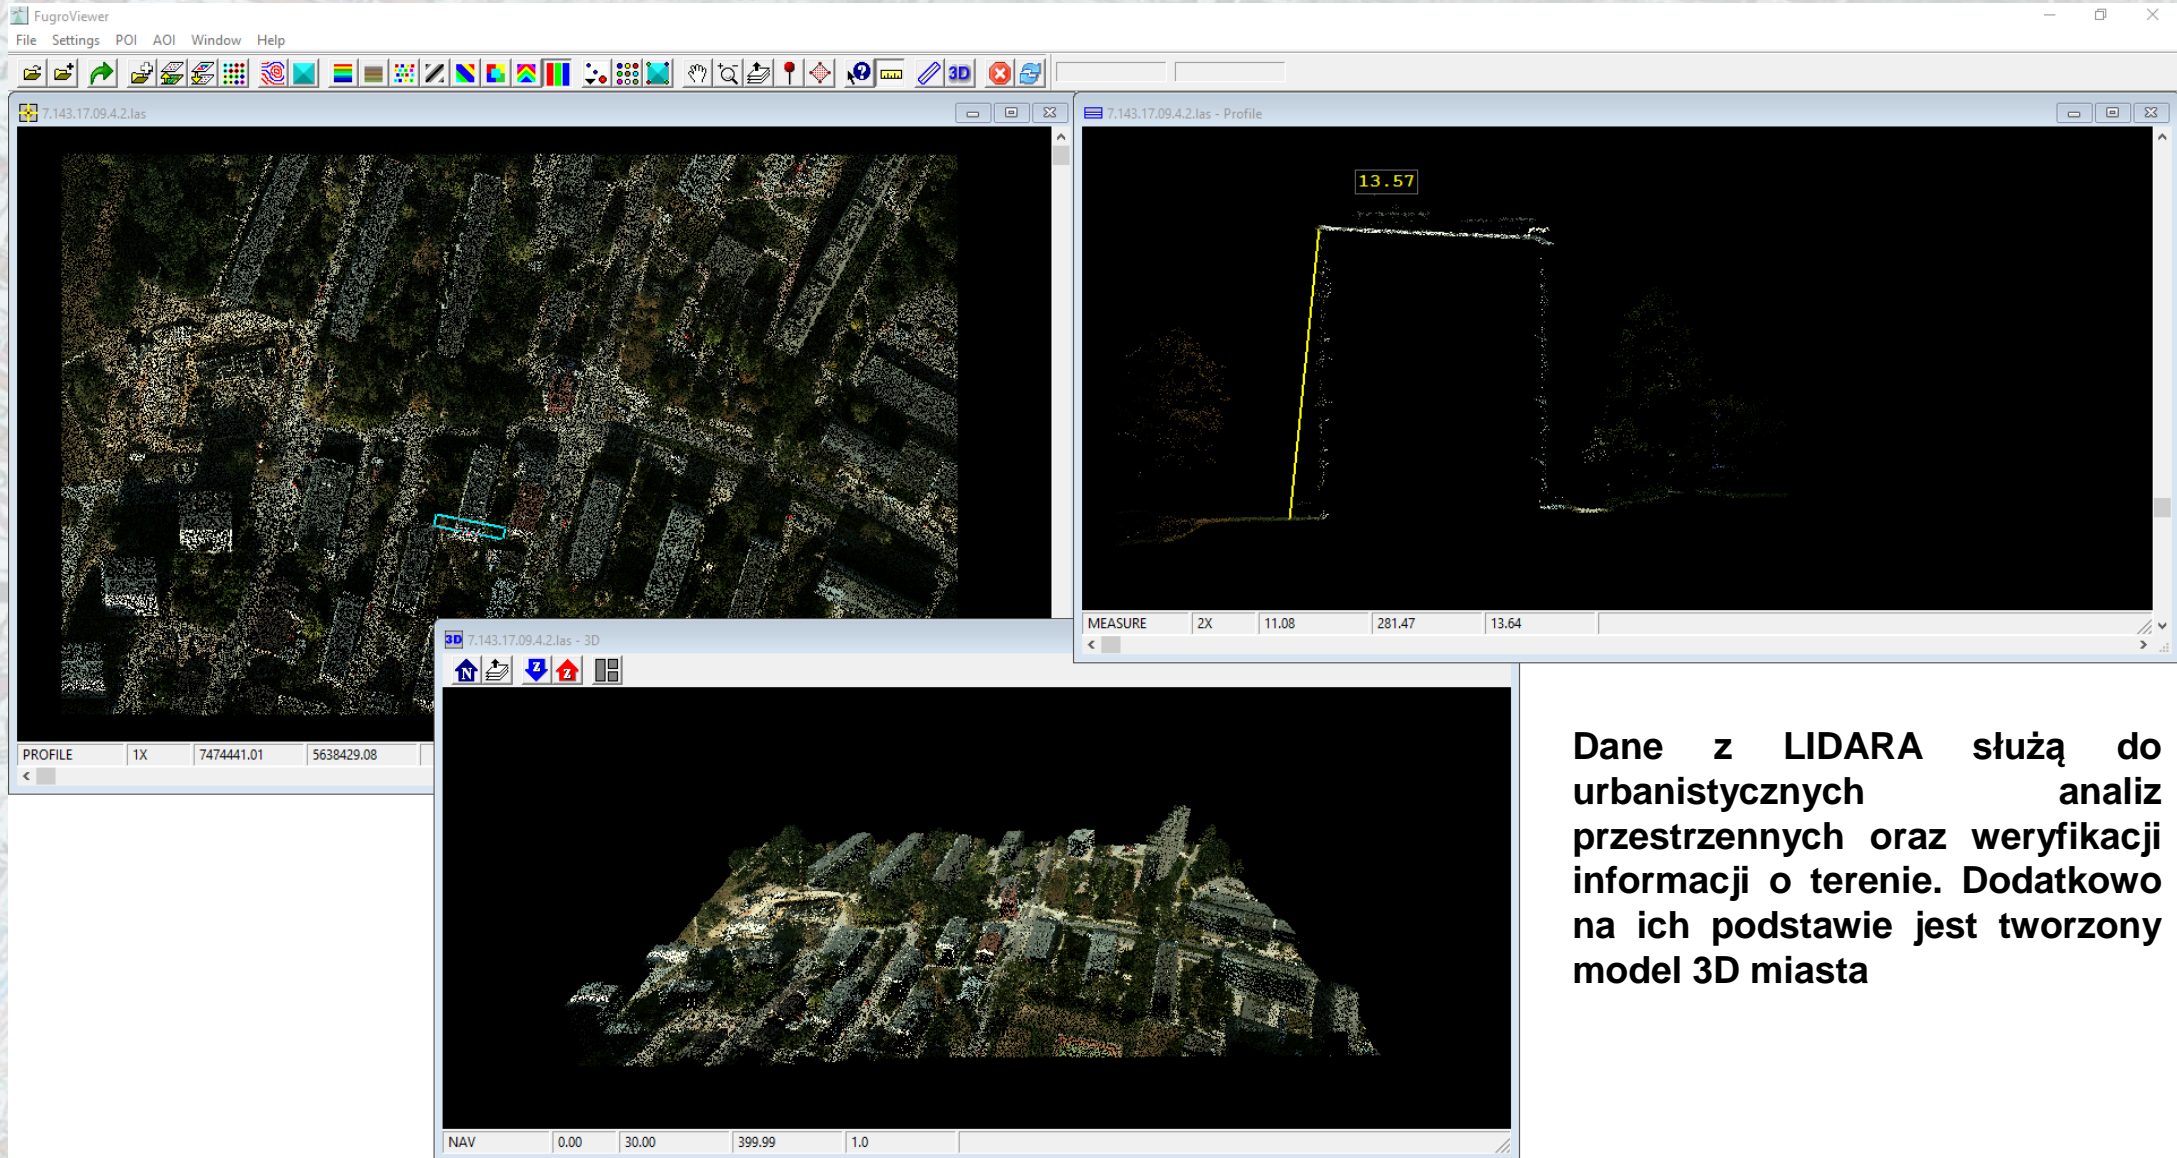 FugroViewer
File Settings POI AOI Window Help
3D
7.143.17.09.4.2.las
7.143.17.09.4.2.las - Profile
13.57
MEASURE 2X 11.08 281.47 13.64
3D 7.143.17.09.4.2.las - 3D
N Z Z
PROFILE 1X 7474441.01 5638429.08
Dane z LIDARA służą do
urbanistycznych analiz
przestrzennych oraz weryfikacji
informacji o terenie. Dodatkowo
na ich podstawie jest tworzony
model 3D miasta
NAV 0.00 30.00 399.99 1.0